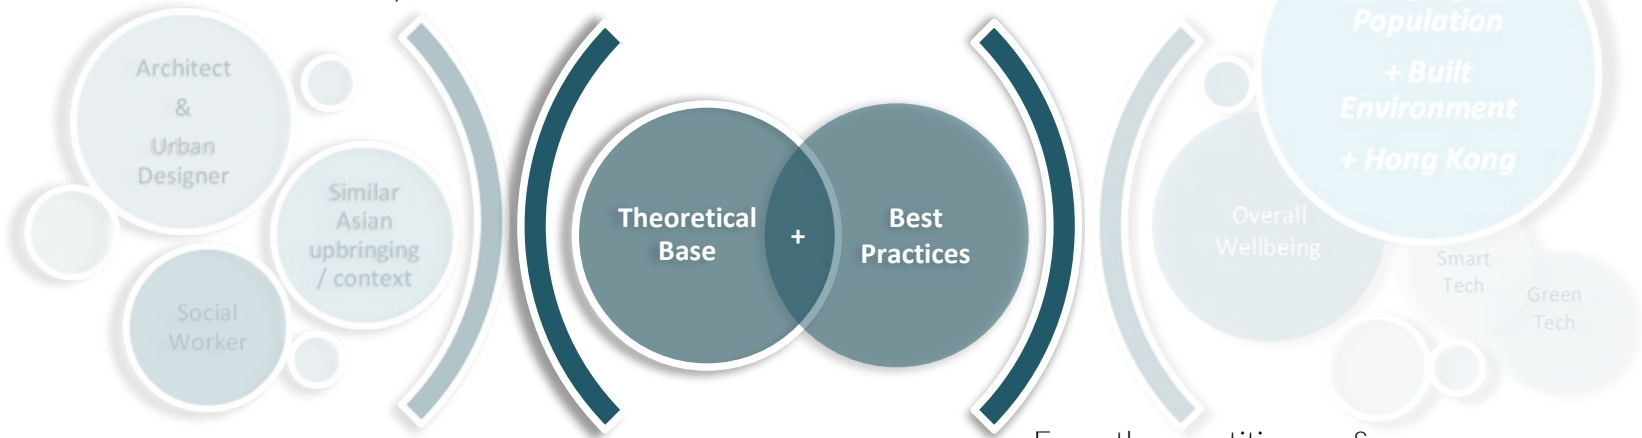 Architect
&
Urban
Designer
Similar
Asian
upbringing
/ context
Social
Worker
Theoretical
Base
+
Best
Practices
Population
+ Built
Environment
+ Hong Kong
Overall
Wellbeing
Smart
Tech
Green
Tech